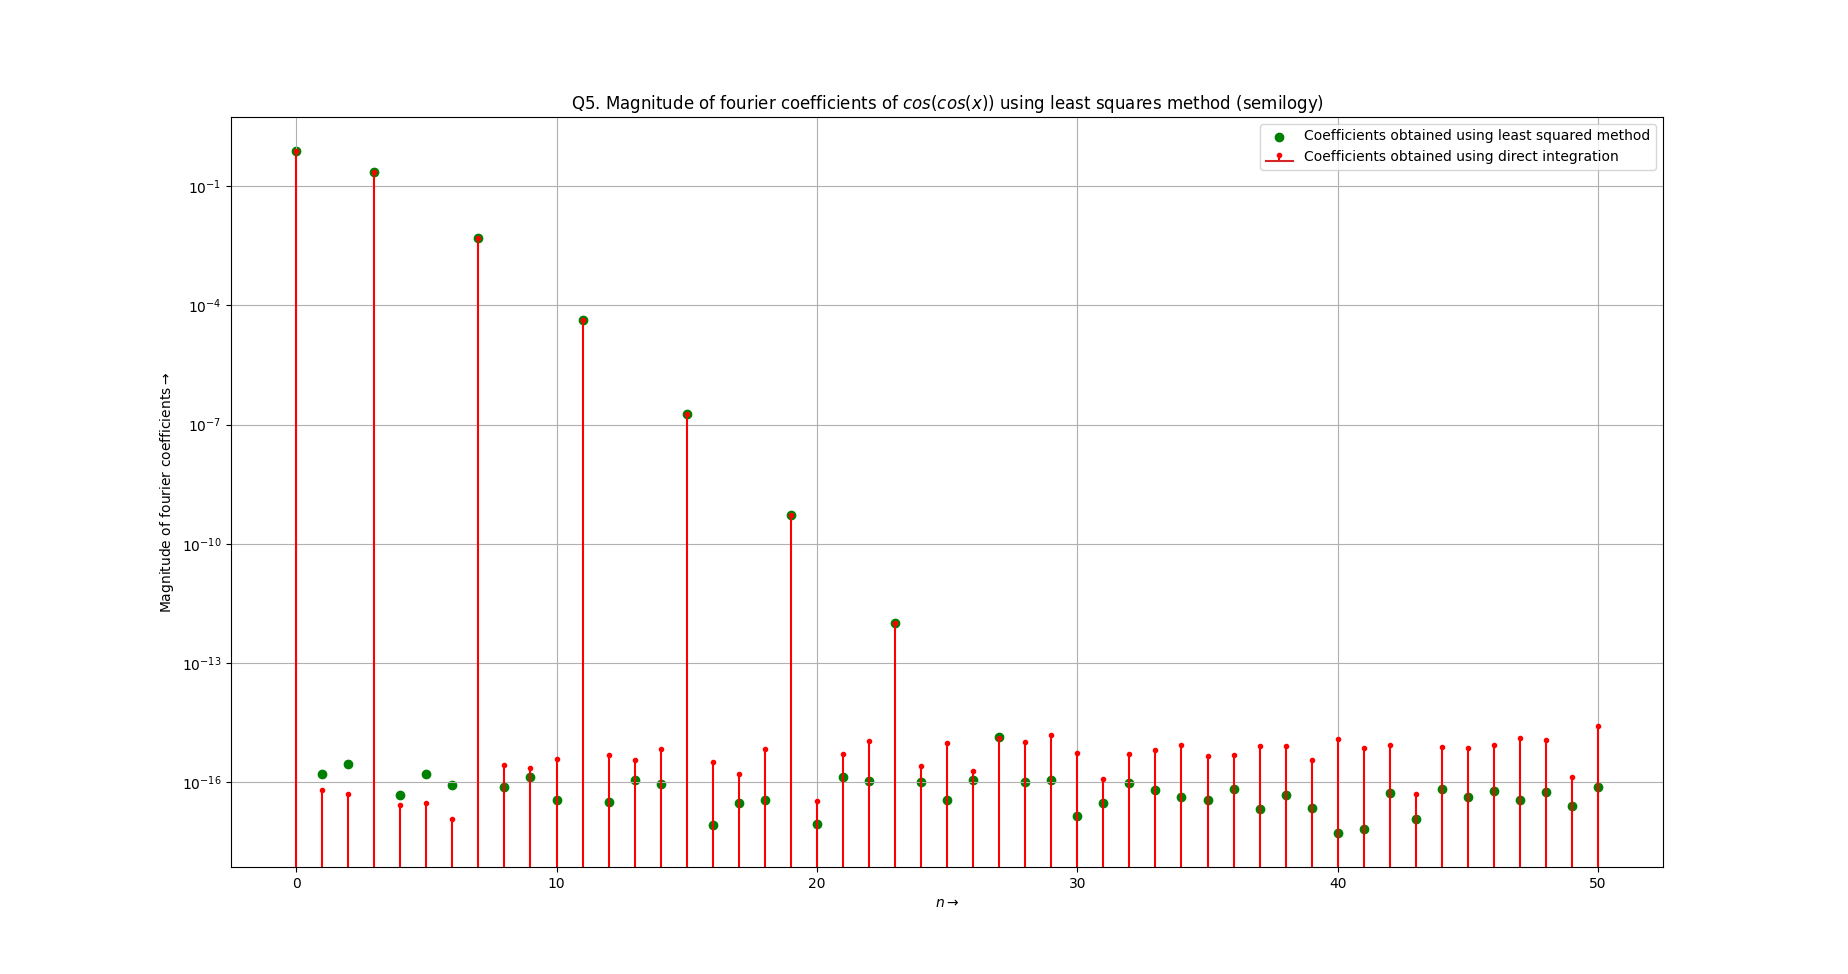 Q5. Magnitude of fourier coefficients of cos(cos(x)) using least squares method (semilogy)
Coefficients obtained using least squared method
Coefficients obtained using direct integration
Magnitude of fourier coefficients→
10⁻¹
10⁻⁴
10⁻⁷
10⁻¹⁰
10⁻¹³
10⁻¹⁶
0 10 20 30 40 50
n→